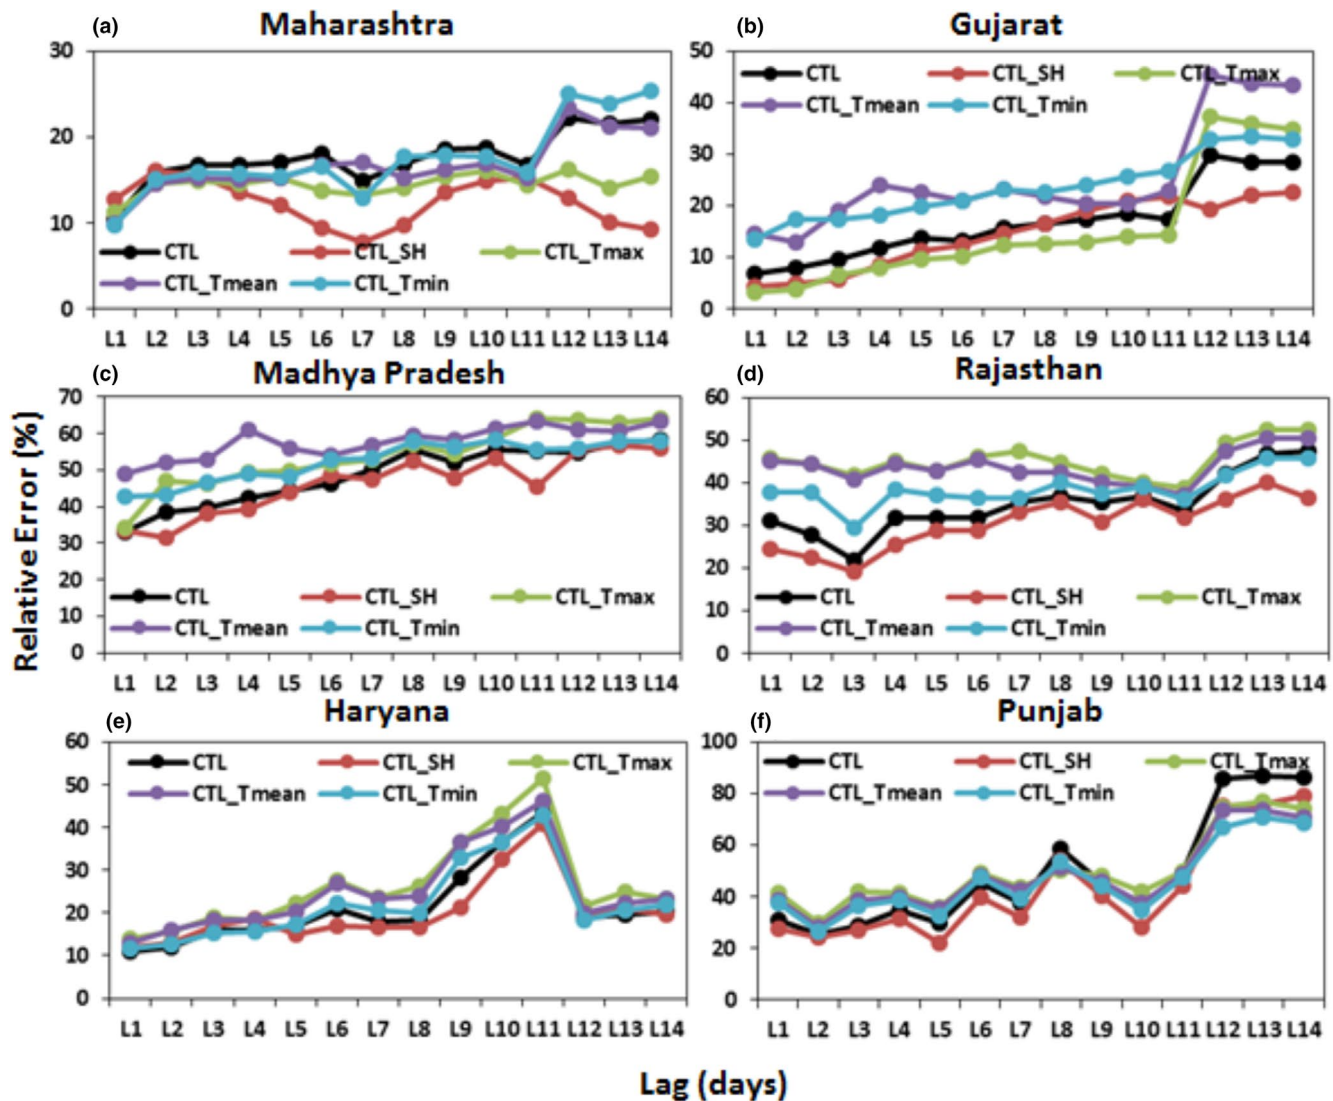 (a) Maharashtra
30
20
10
0
CTL CTL_SH CTL_Tmax
CTL_Tmean CTL_Tmin
L1 L2 L3 L4 L5 L6 L7 L8 L9 L10 L11 L12 L13 L14
(b) Gujarat
50
40
30
20
10
0
CTL CTL_SH CTL_Tmax
CTL_Tmean CTL_Tmin
L1 L2 L3 L4 L5 L6 L7 L8 L9 L10 L11 L12 L13 L14
Relative Error (%)
(c) Madhya Pradesh
70
60
50
40
30
20
10
0
CTL CTL_SH CTL_Tmax
CTL_Tmean CTL_Tmin
L1 L2 L3 L4 L5 L6 L7 L8 L9 L10 L11 L12 L13 L14
(d) Rajasthan
60
50
40
30
20
10
0
CTL CTL_SH CTL_Tmax
CTL_Tmean CTL_Tmin
L1 L2 L3 L4 L5 L6 L7 L8 L9 L10 L11 L12 L13 L14
(e) Haryana
60
50
40
30
20
10
0
CTL CTL_SH CTL_Tmax
CTL_Tmean CTL_Tmin
L1 L2 L3 L4 L5 L6 L7 L8 L9 L10 L11 L12 L13 L14
(f) Punjab
100
80
60
40
20
0
CTL CTL_SH CTL_Tmax
CTL_Tmean CTL_Tmin
L1 L2 L3 L4 L5 L6 L7 L8 L9 L10 L11 L12 L13 L14
Lag (days)